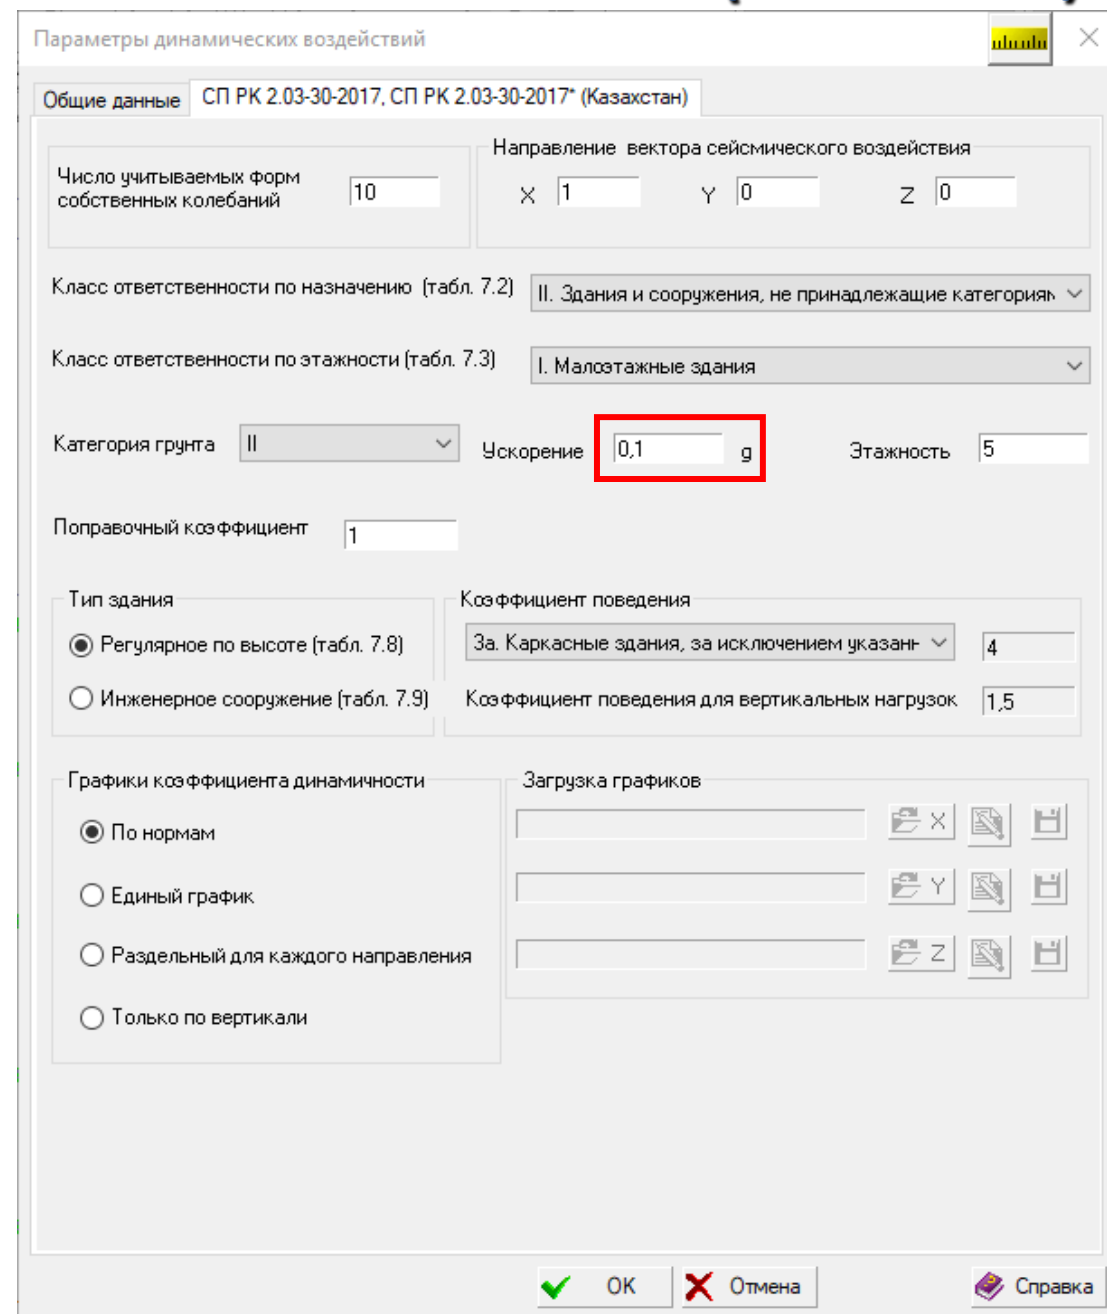 Параметры динамических воздействий
Общие данные
СП РК 2.03-30-2017, СП РК 2.03-30-2017* (Казахстан)
Направление вектора сейсмического воздействия
Число учитываемых форм
собственных колебаний
10
X 1 Y 0 Z 0
Класс ответственности по назначению (табл. 7.2)
II. Здания и сооружения, не принадлежащие категориям
Класс ответственности по этажности (табл. 7.3)
I. Малоэтажные здания
Категория грунта II Ускорение 0,1 g Этажность 5
Поправочный коэффициент 1
Тип здания
Регулярное по высоте (табл. 7.8)
Инженерное сооружение (табл. 7.9)
Коэффициент поведения
3а. Каркасные здания, за исключением указанн 4
Коэффициент поведения для вертикальных нагрузок 1,5
Графики коэффициента динамичности
По нормам
Единый график
Раздельный для каждого направления
Только по вертикали
Загрузка графиков
X
Y
Z
OK Отмена Справка